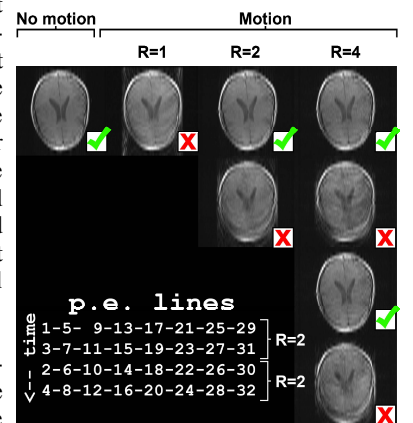 No motion Motion
R=1 R=2 R=4
X
X X
p.e. lines
<-- time
1-5- 9-13-17-21-25-29
3-7-11-15-19-23-27-31
R=2
2-6-10-14-18-22-26-30
4-8-12-16-20-24-28-32
R=2
X